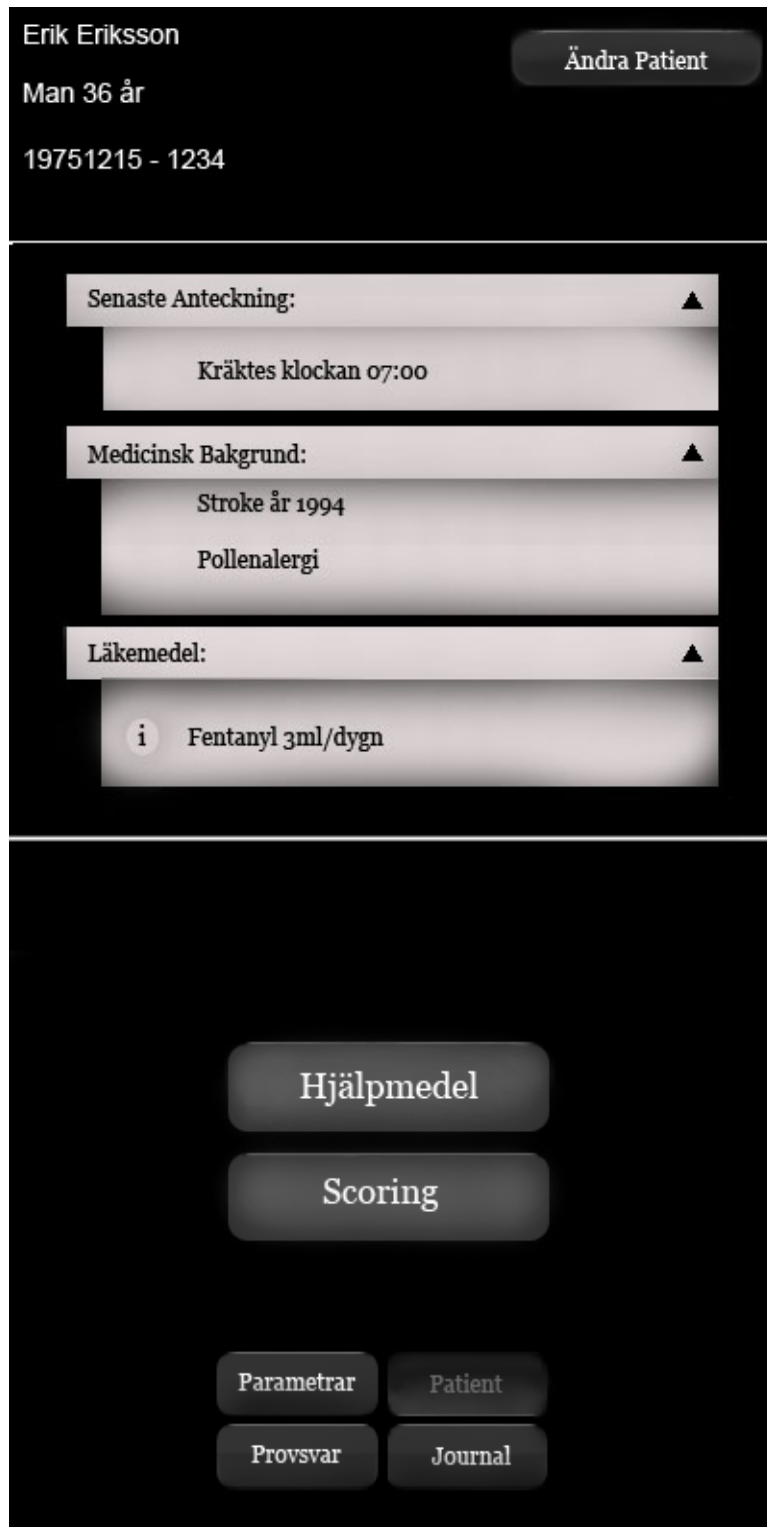 Erik Eriksson
Ändra Patient
Man 36 år
19751215 - 1234
Senaste Anteckning:
Kräktes klockan 07:00
Medicinsk Bakgrund:
Stroke år 1994
Pollenalergi
Läkemedel:
i Fentanyl 3ml/dygn
Hjälpmedel
Scoring
Parametrar Patient
Provsvar Journal